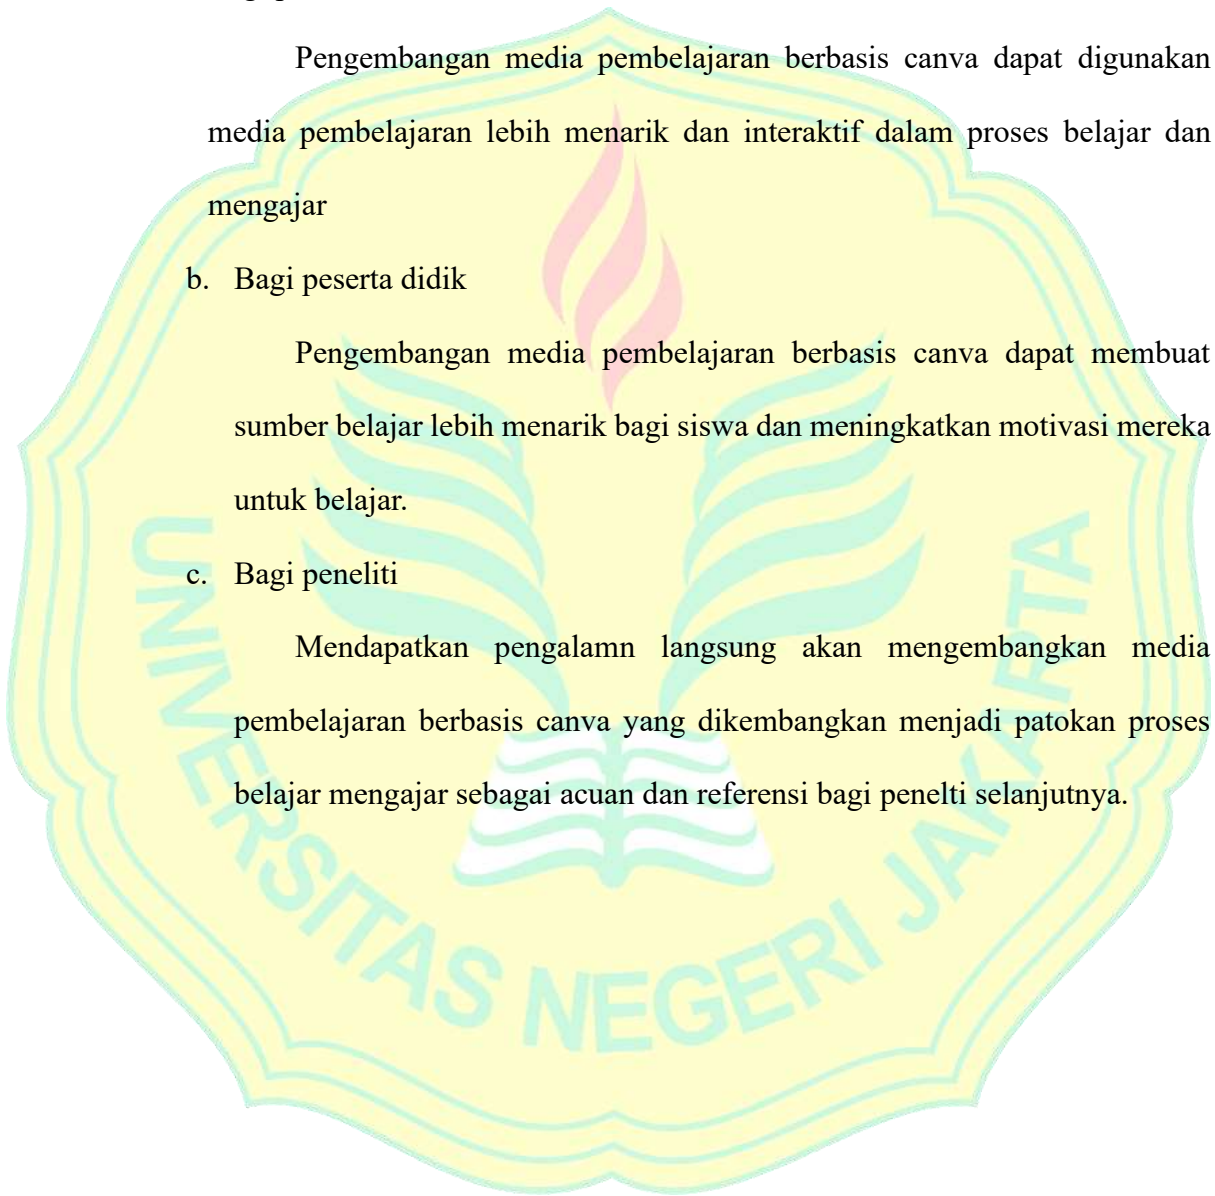 Pengembangan media pembelajaran berbasis canva dapat digunakan
media pembelajaran lebih menarik dan interaktif dalam proses belajar dan
mengajar
b. Bagi peserta didik
Pengembangan media pembelajaran berbasis canva dapat membuat
sumber belajar lebih menarik bagi siswa dan meningkatkan motivasi mereka
untuk belajar.
c. Bagi peneliti
Mendapatkan pengalamn langsung akan mengembangkan media
pembelajaran berbasis canva yang dikembangkan menjadi patokan proses
belajar mengajar sebagai acuan dan referensi bagi penelti selanjutnya.
UNIVERSITAS NEGERI JAKARTA